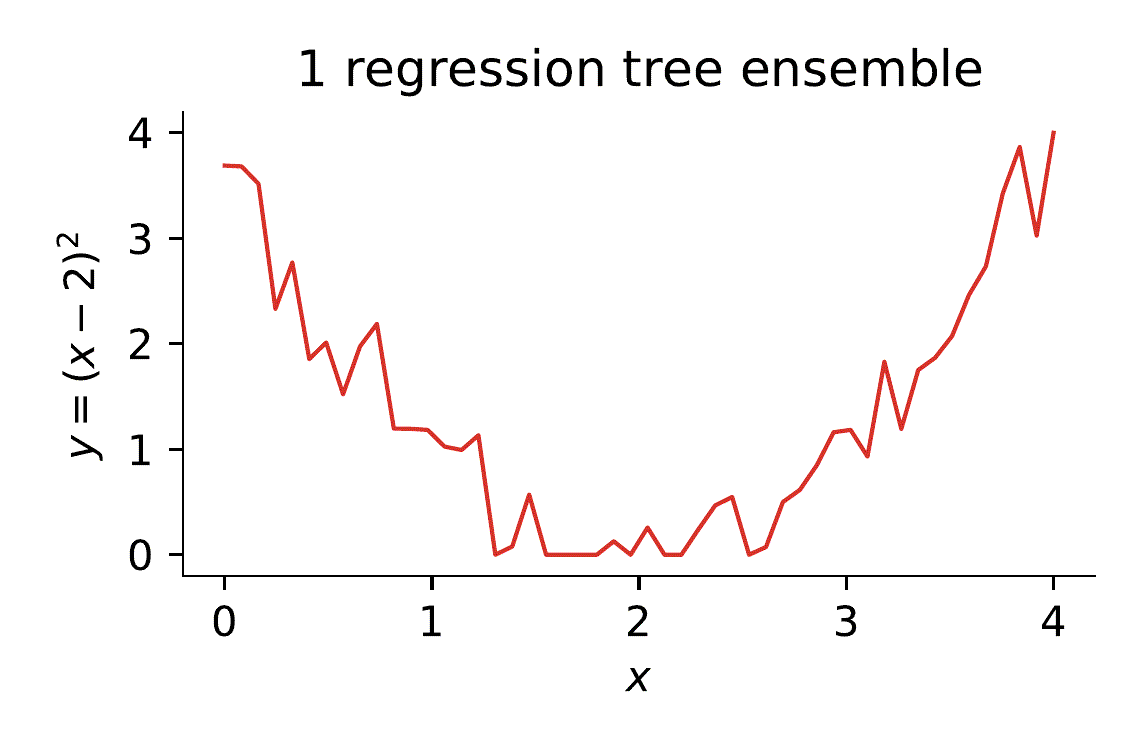 1 regression tree ensemble
4
3
2
1
0
y = (x − 2)²
0 1 2 3 4
x